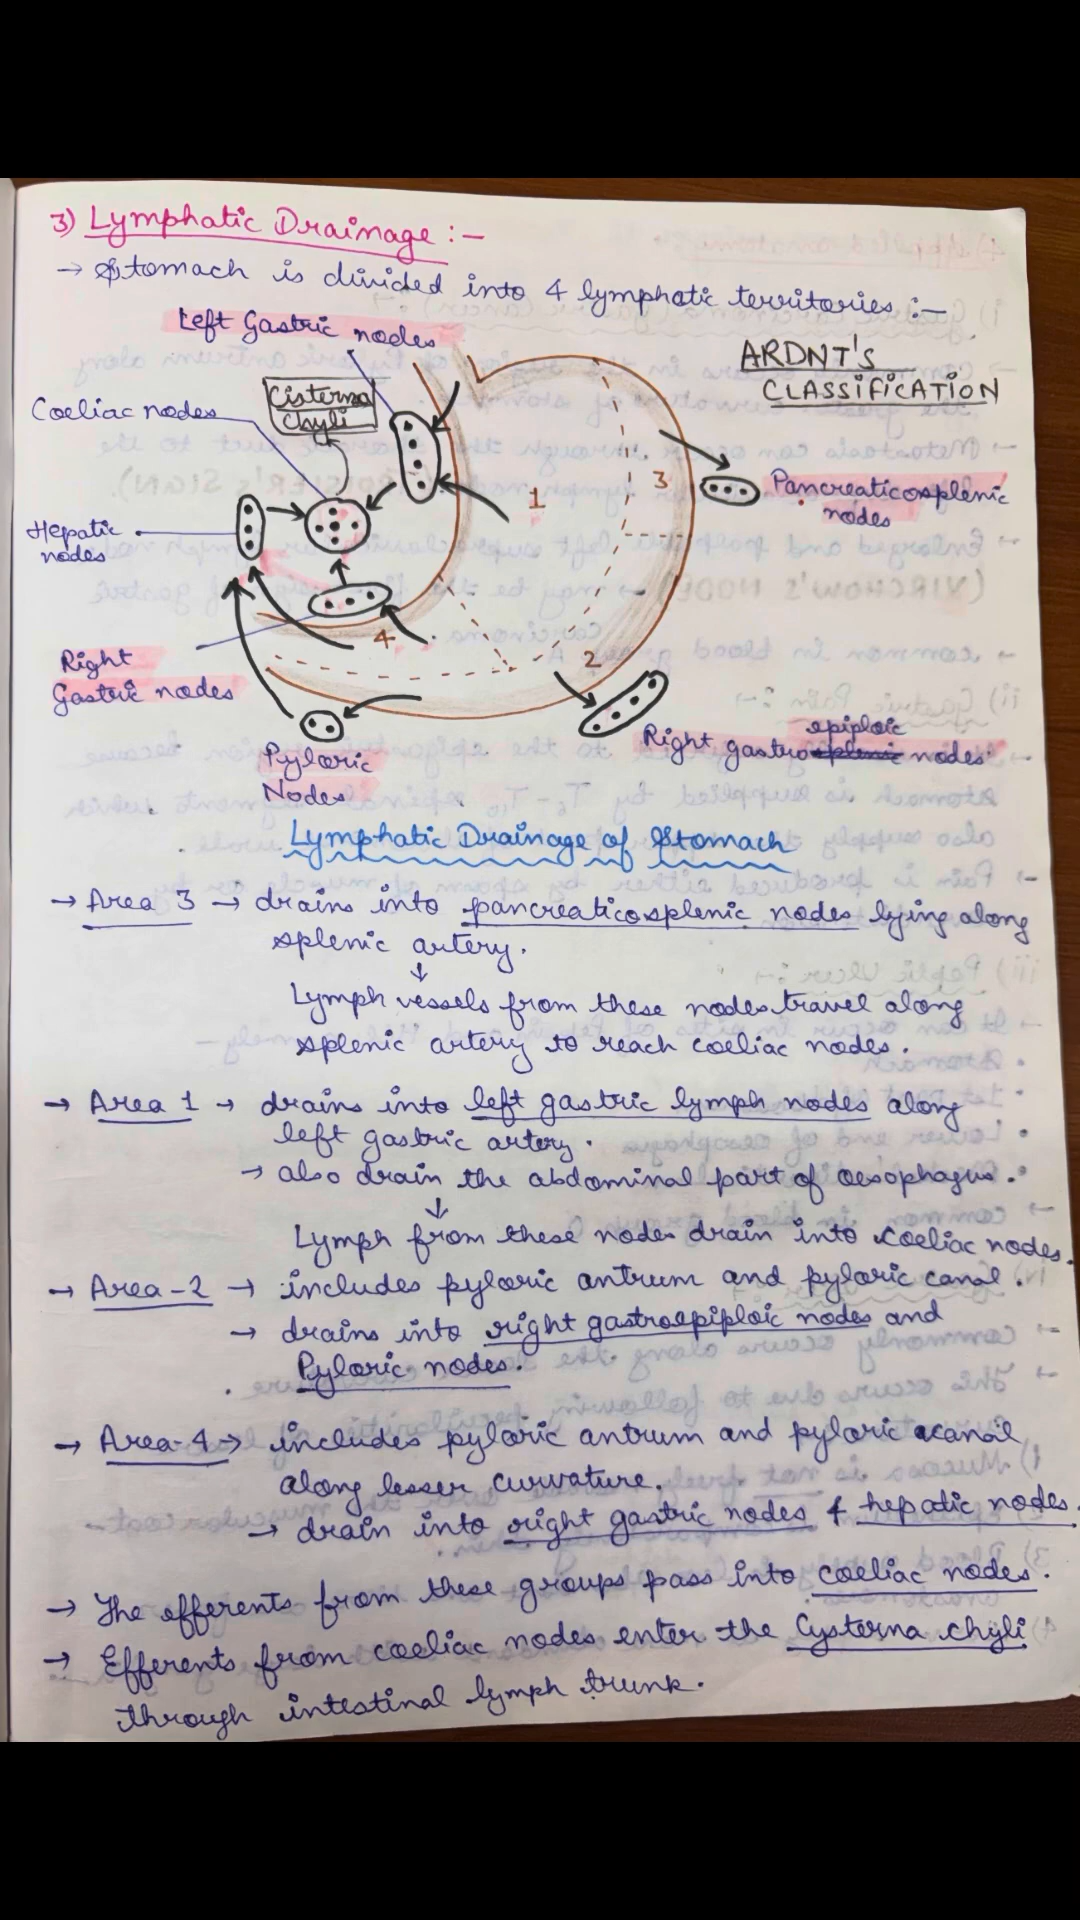 3) Lymphatic Drainage :-
→ Stomach is divided into 4 lymphatic territories :-
Left Gastric nodes
ARDNT'S
CLASSIFICATION
Cisterna
Chyli
Coeliac nodes
1
3
Pancreaticosplenic
nodes
Hepatic
nodes
4
2
Right
Gastric nodes
epiploic
Right gastrosplenic nodes
Pyloric
Nodes
Lymphatic Drainage of Stomach
→ Area 3 → drains into pancreaticosplenic nodes lying along
splenic artery.
↓
Lymph vessels from these nodes travel along
splenic artery to reach coeliac nodes.
→ Area 1 → drains into left gastric lymph nodes along
left gastric artery.
→ also drain the abdominal part of oesophagus.
↓
Lymph from these nodes drain into coeliac nodes.
→ Area-2 → includes pyloric antrum and pyloric canal.
→ drains into right gastroepiploic nodes and
Pyloric nodes.
→ Area-4 → includes pyloric antrum and pyloric canal
along lesser curvature.
→ drain into right gastric nodes & hepatic nodes.
→ The efferents from these groups pass into coeliac nodes.
→ Efferents from coeliac nodes enter the Cysterna chyli
through intestinal lymph trunk.